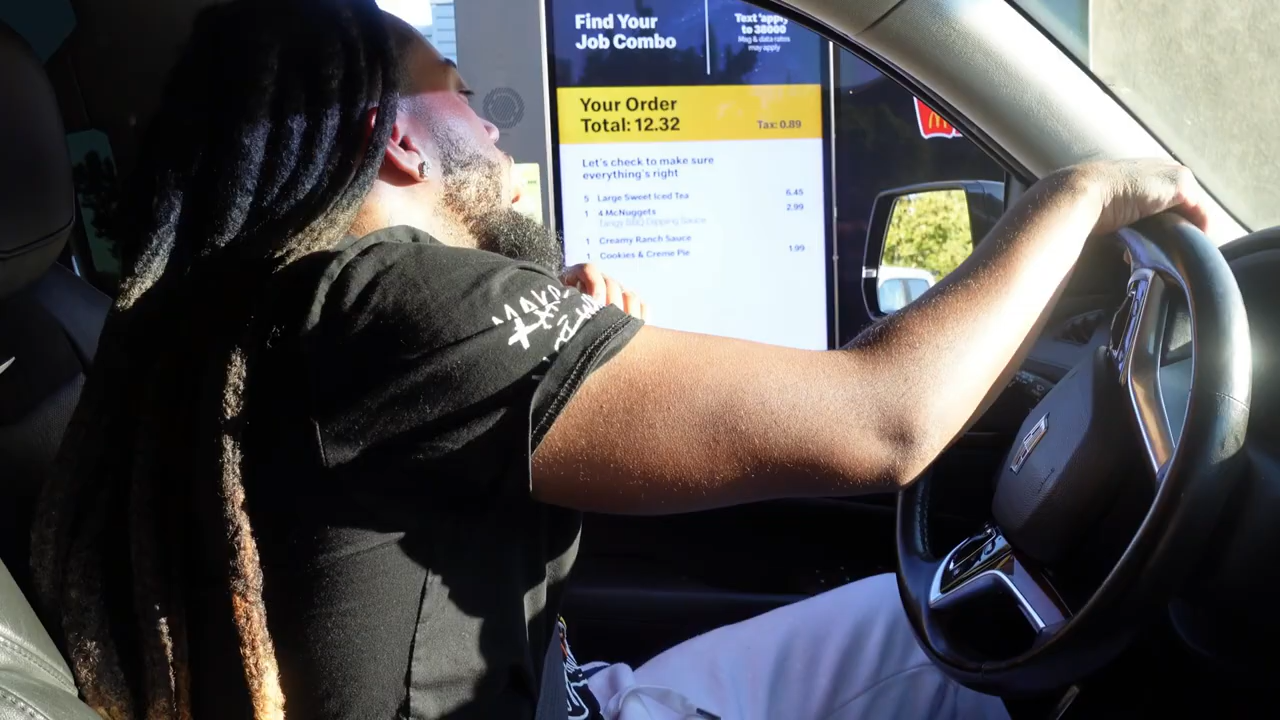 Find Your
Job Combo
Text 'apply
to 38000
Msg & data rates
may apply
Your Order
Total: 12.32
Tax: 0.89
Let's check to make sure
everything's right
5 Large Sweet Iced Tea 6.45
1 4 McNuggets 2.99
Tangy BBQ Dipping Sauce
1 Creamy Ranch Sauce
1 Cookies & Creme Pie 1.99